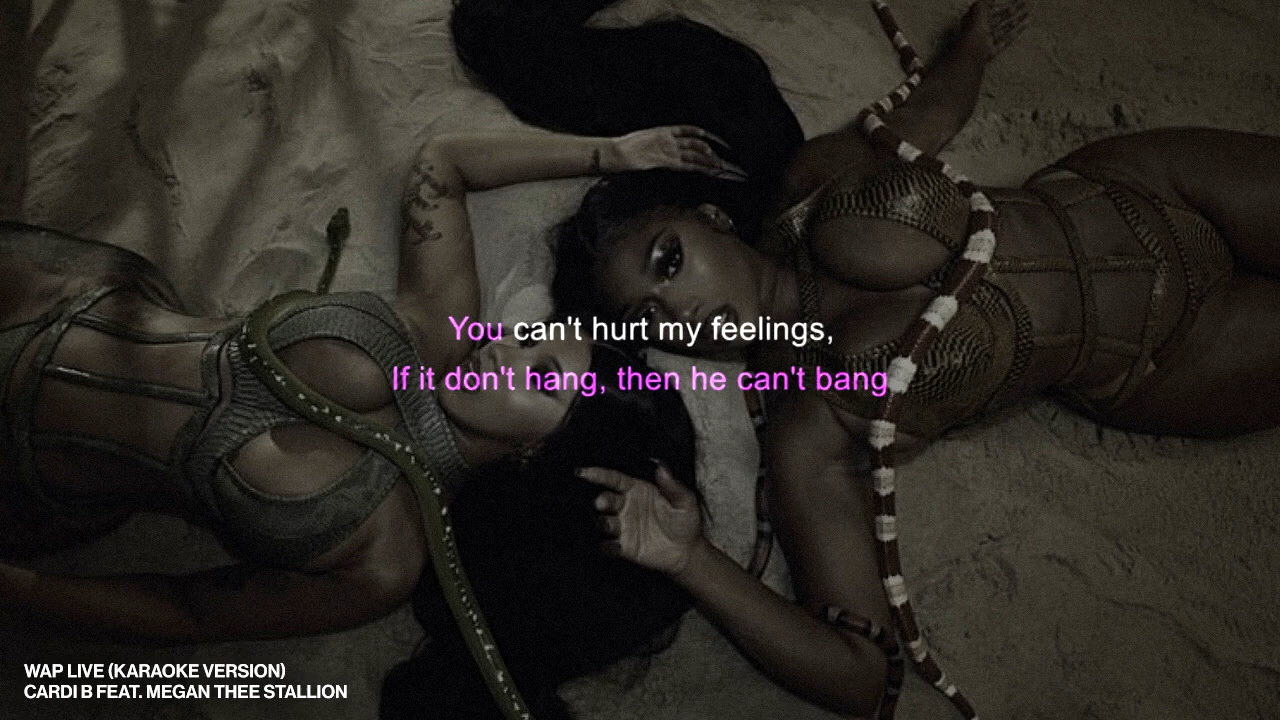 You can't hurt my feelings,
If it don't hang, then he can't bang
WAP LIVE (KARAOKE VERSION)
CARDI B FEAT. MEGAN THEE STALLION